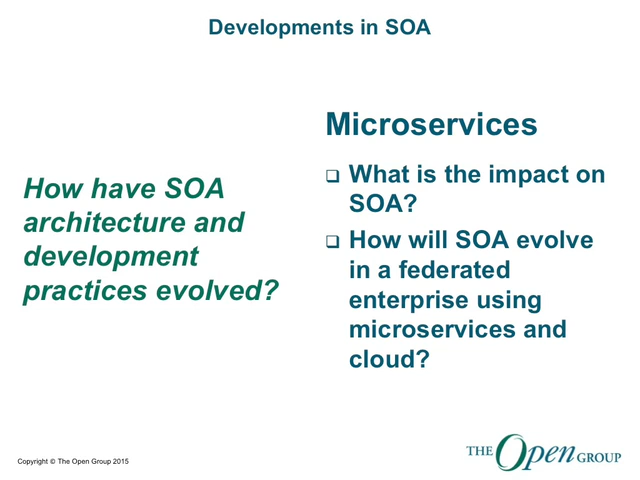 Developments in SOA
How have SOA
architecture and
development
practices evolved?
Microservices
❑ What is the impact on
SOA?
❑ How will SOA evolve
in a federated
enterprise using
microservices and
cloud?
Copyright © The Open Group 2015
THE Open GROUP